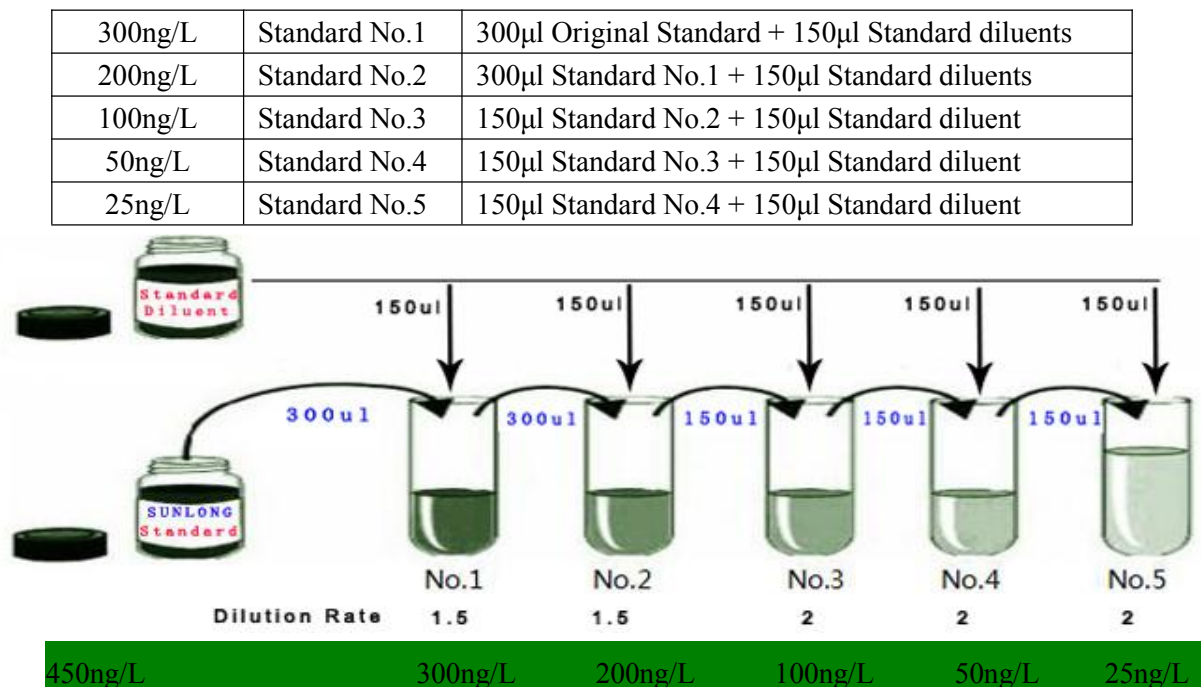 300ng/L Standard No.1 300μl Original Standard + 150μl Standard diluents
200ng/L Standard No.2 300μl Standard No.1 + 150μl Standard diluents
100ng/L Standard No.3 150μl Standard No.2 + 150μl Standard diluent
50ng/L Standard No.4 150μl Standard No.3 + 150μl Standard diluent
25ng/L Standard No.5 150μl Standard No.4 + 150μl Standard diluent
Standard
Diluent
150ul 150ul 150ul 150ul 150ul
300ul 300ul 150ul 150ul 150ul
SUNLONG
Standard
No.1 No.2 No.3 No.4 No.5
Dilution Rate 1.5 1.5 2 2 2
450ng/L 300ng/L 200ng/L 100ng/L 50ng/L 25ng/L